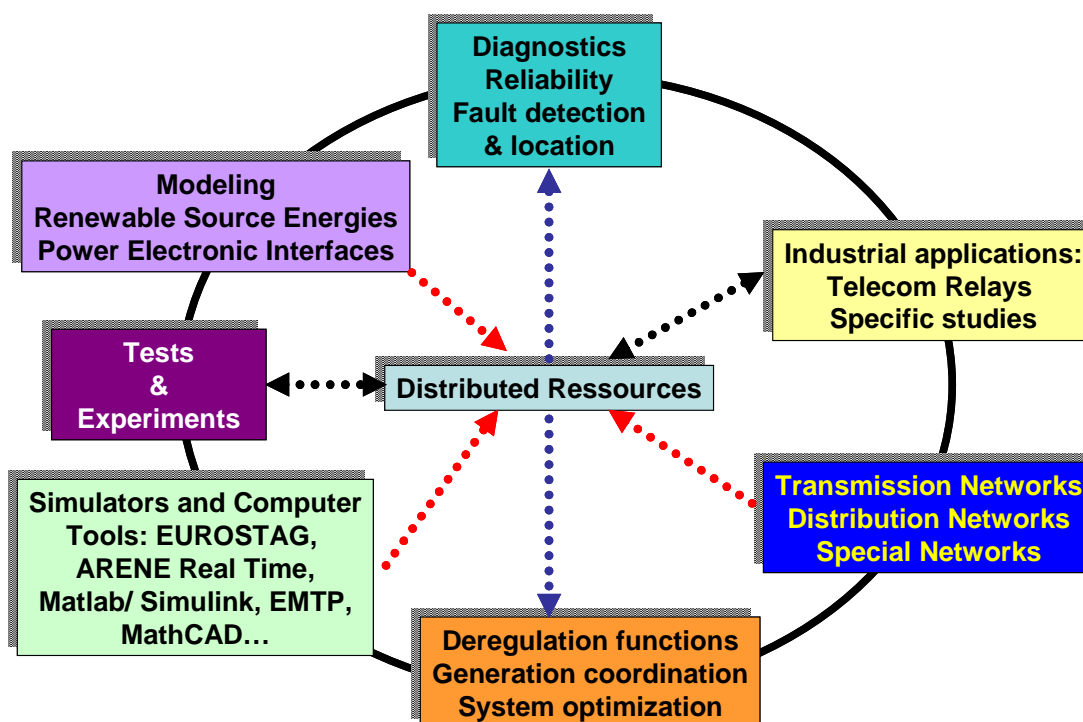 Diagnostics
Reliability
Fault detection
& location
Modeling
Renewable Source Energies
Power Electronic Interfaces
Industrial applications:
Telecom Relays
Specific studies
Tests
&
Experiments
Distributed Ressources
Simulators and Computer
Tools: EUROSTAG,
ARENE Real Time,
Matlab/ Simulink, EMTP,
MathCAD…
Transmission Networks
Distribution Networks
Special Networks
Deregulation functions
Generation coordination
System optimization